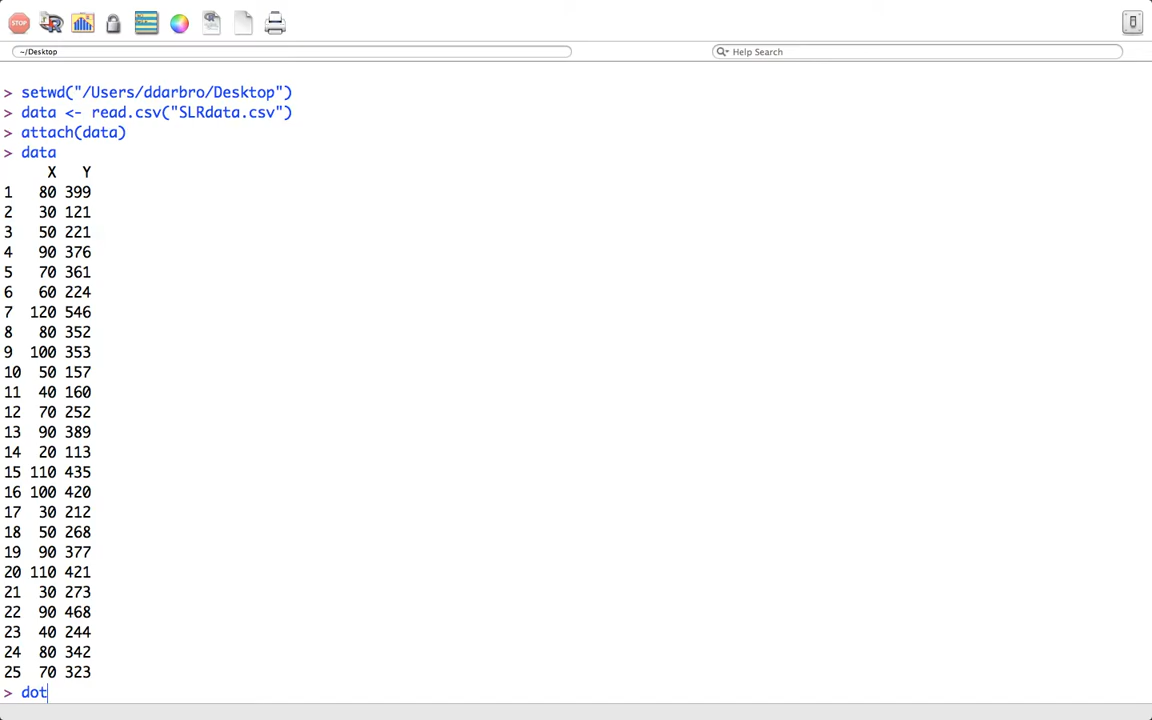 STOP
~/Desktop
Help Search
> setwd("/Users/ddarbro/Desktop")
> data <- read.csv("SLRdata.csv")
> attach(data)
> data
X Y
1 80 399
2 30 121
3 50 221
4 90 376
5 70 361
6 60 224
7 120 546
8 80 352
9 100 353
10 50 157
11 40 160
12 70 252
13 90 389
14 20 113
15 110 435
16 100 420
17 30 212
18 50 268
19 90 377
20 110 421
21 30 273
22 90 468
23 40 244
24 80 342
25 70 323
> dot